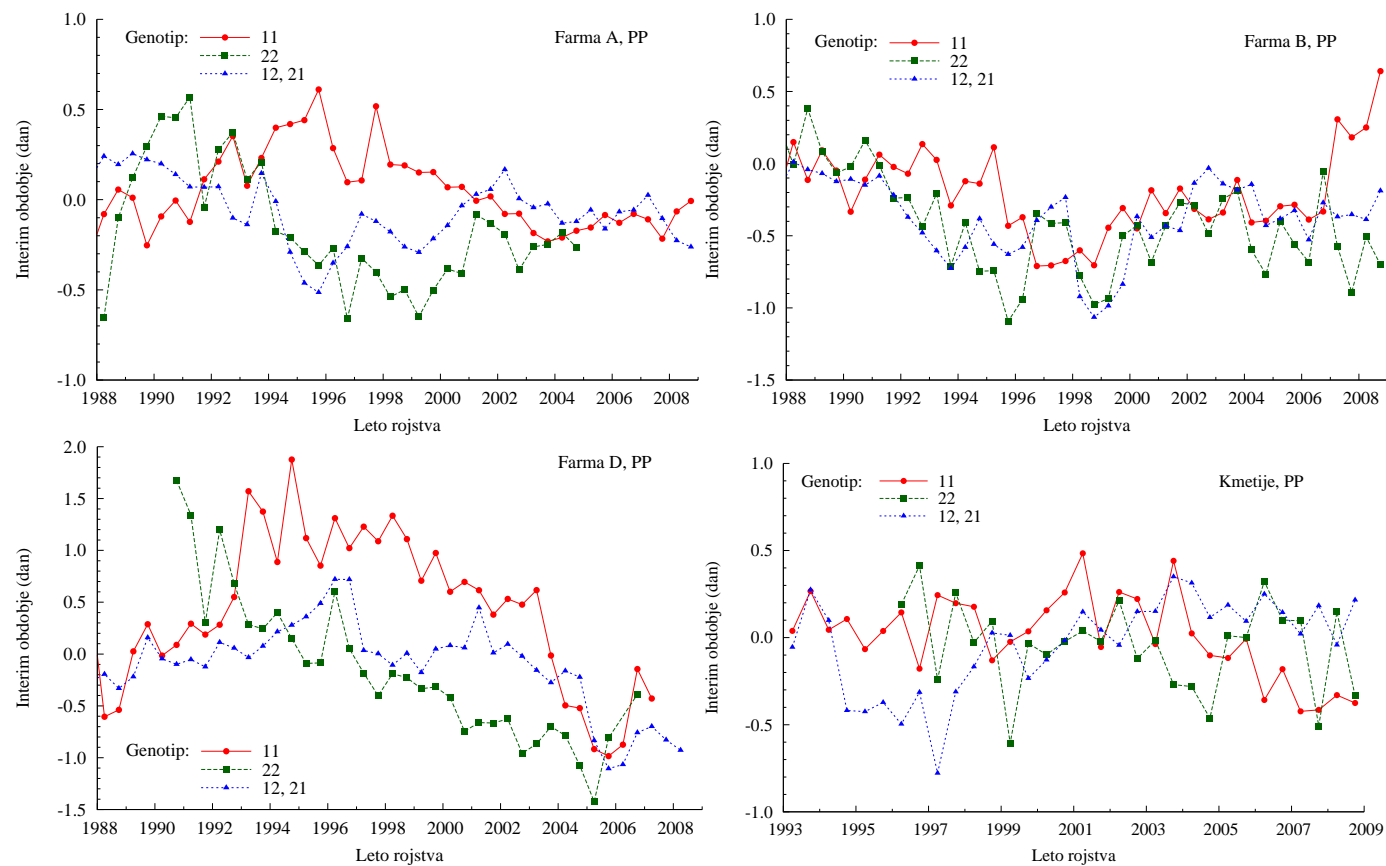 Farma A, PP
Genotip:
11
22
12, 21
Interim obdobje (dan)
1.0
0.5
0.0
-0.5
-1.0
1988 1990 1992 1994 1996 1998 2000 2002 2004 2006 2008
Leto rojstva
Farma B, PP
Genotip:
11
22
12, 21
Interim obdobje (dan)
1.0
0.5
0.0
-0.5
-1.0
-1.5
1988 1990 1992 1994 1996 1998 2000 2002 2004 2006 2008
Leto rojstva
Farma D, PP
Interim obdobje (dan)
2.0
1.5
1.0
0.5
0.0
-0.5
-1.0
-1.5
Genotip:
11
22
12, 21
1988 1990 1992 1994 1996 1998 2000 2002 2004 2006 2008
Leto rojstva
Kmetije, PP
Genotip:
11
22
12, 21
Interim obdobje (dan)
1.0
0.5
0.0
-0.5
-1.0
1993 1995 1997 1999 2001 2003 2005 2007 2009
Leto rojstva